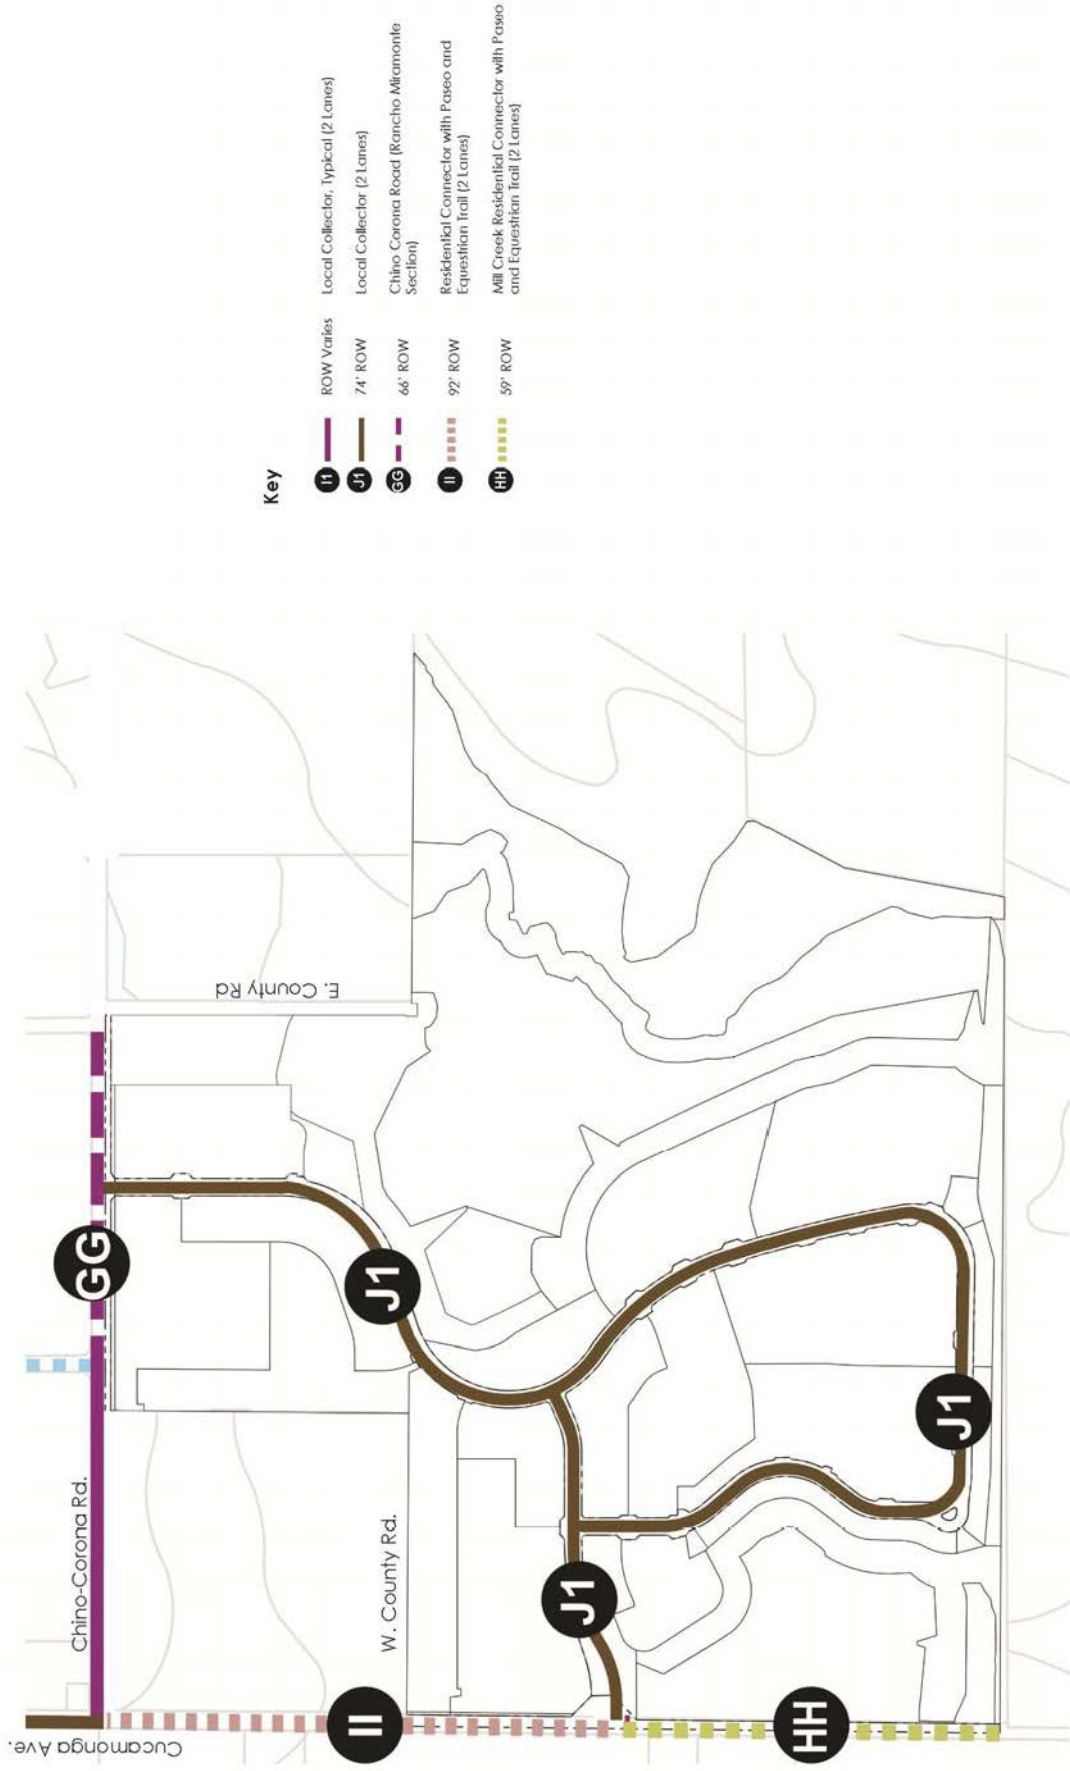 Key
I1 ROW Varies Local Collector, Typical (2 Lanes)
J1 74' ROW Local Collector (2 Lanes)
GG 66' ROW Chino Corona Road (Rancho Miramonte
Section)
II 92' ROW Residential Connector with Paseo and
Equestrian Trail (2 Lanes)
HH 59' ROW Mill Creek Residential Connector with Paseo
and Equestrian Trail (2 Lanes)
Cucamonga Ave.
Chino-Corona Rd.
GG
E. County Rd
II
W. County Rd.
J1
J1
HH
J1